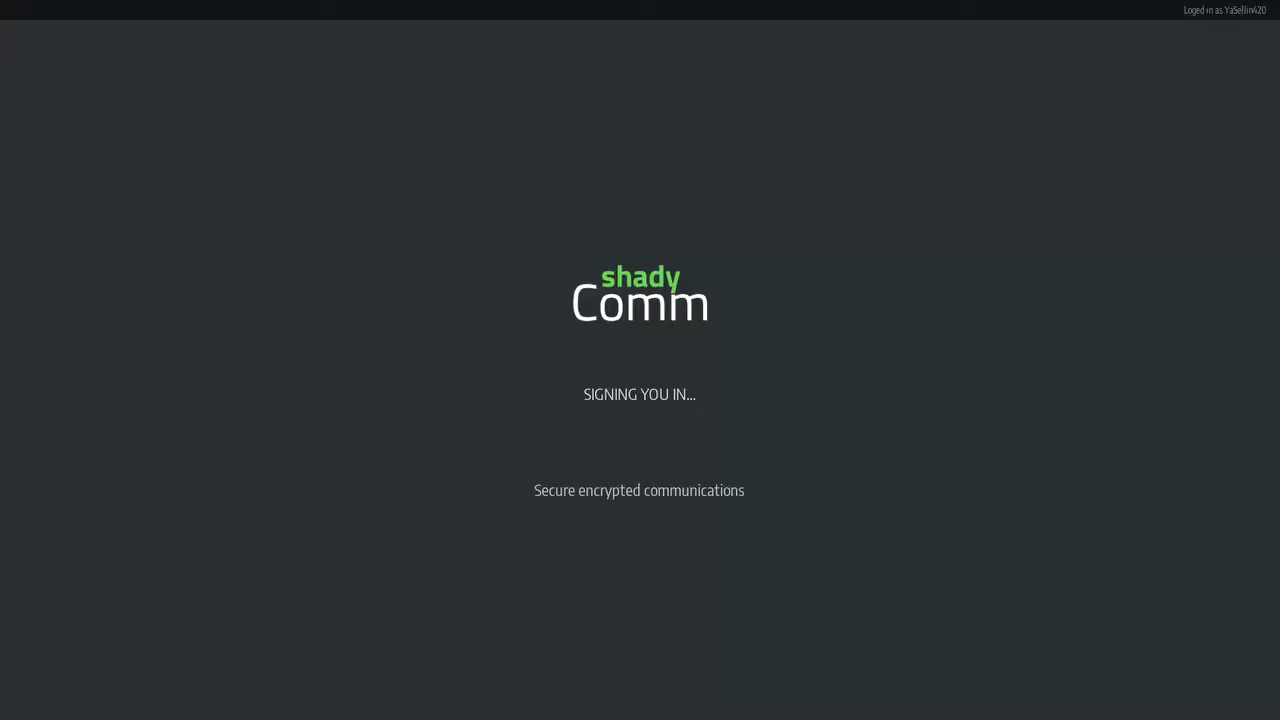 Loged in as YaSellin420
shady
Comm
SIGNING YOU IN...
Secure encrypted communications